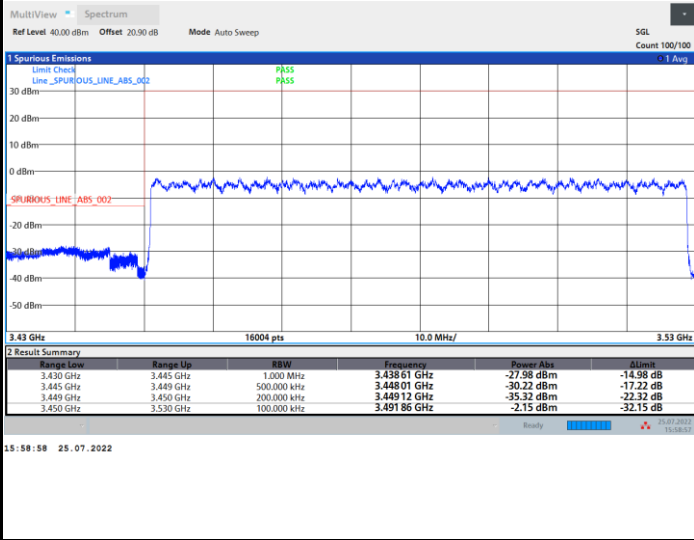 MultiView Spectrum
Ref Level 40.00 dBm Offset 20.90 dB Mode Auto Sweep SGL
Count 100/100
1 Spurious Emissions 1 Avg
Limit Check PASS
Line _SPURIOUS_LINE_ABS_002 PASS
30 dBm
20 dBm
10 dBm
0 dBm
_SPURIOUS_LINE_ABS_002
-20 dBm
-30 dBm
-40 dBm
-50 dBm
3.43 GHz 16004 pts 10.0 MHz/ 3.53 GHz
2 Result Summary
Range Low Range Up RBW Frequency Power Abs ΔLimit
3.430 GHz 3.445 GHz 1.000 MHz 3.438 61 GHz -27.98 dBm -14.98 dB
3.445 GHz 3.449 GHz 500.000 kHz 3.448 01 GHz -30.22 dBm -17.22 dB
3.449 GHz 3.450 GHz 200.000 kHz 3.449 12 GHz -35.32 dBm -22.32 dB
3.450 GHz 3.530 GHz 100.000 kHz 3.491 86 GHz -2.15 dBm -32.15 dB
Ready 25.07.2022
15:58:57
15:58:58 25.07.2022